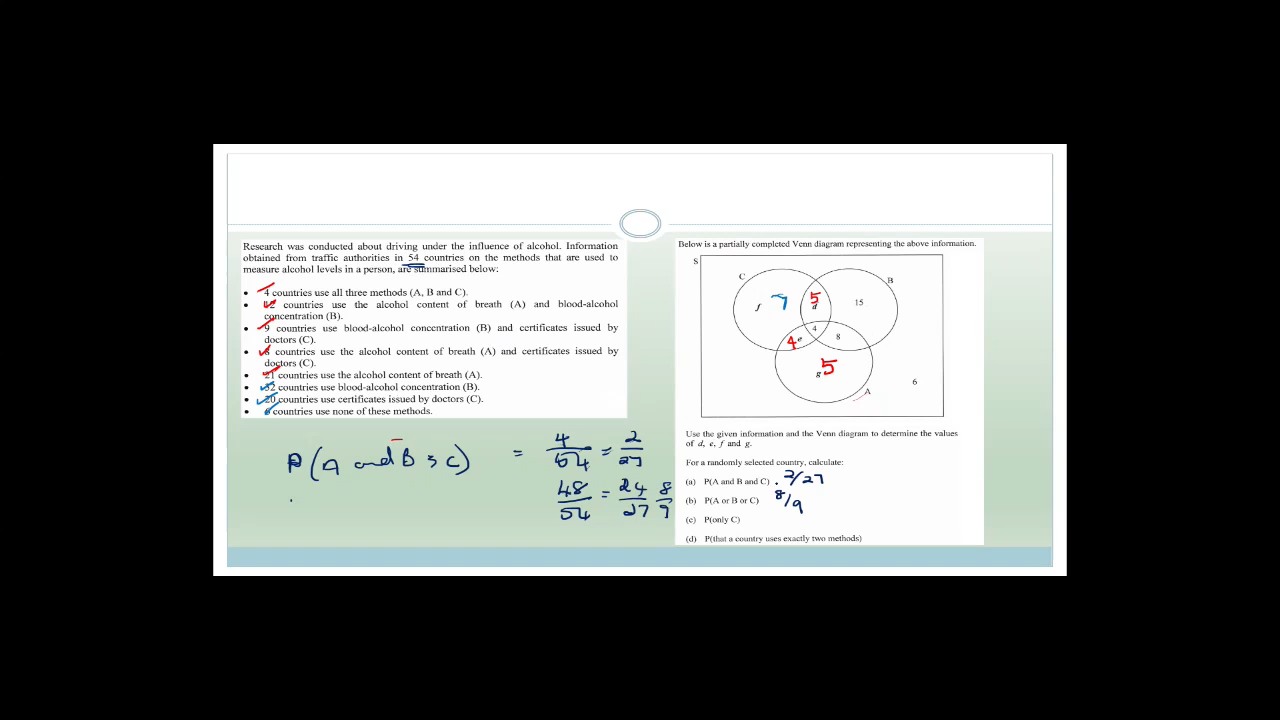 Research was conducted about driving under the influence of alcohol. Information
obtained from traffic authorities in 54 countries on the methods that are used to
measure alcohol levels in a person, are summarised below:
• 4 countries use all three methods (A, B and C).
• 12 countries use the alcohol content of breath (A) and blood-alcohol
concentration (B).
• 9 countries use blood-alcohol concentration (B) and certificates issued by
doctors (C).
• 8 countries use the alcohol content of breath (A) and certificates issued by
doctors (C).
• 21 countries use the alcohol content of breath (A).
• 32 countries use blood-alcohol concentration (B).
• 20 countries use certificates issued by doctors (C).
• 6 countries use none of these methods.
P(A and B & C) = 4/54 = 2/27
48/54 = 24/27 8/9
Below is a partially completed Venn diagram representing the above information.
S
C
B
f 7
5
d
15
4
4 e
8
g 5
A
6
Use the given information and the Venn diagram to determine the values
of d, e, f and g.
For a randomly selected country, calculate:
(a) P(A and B and C) . 2/27
(b) P(A or B or C) 8/9
(c) P(only C)
(d) P(that a country uses exactly two methods)